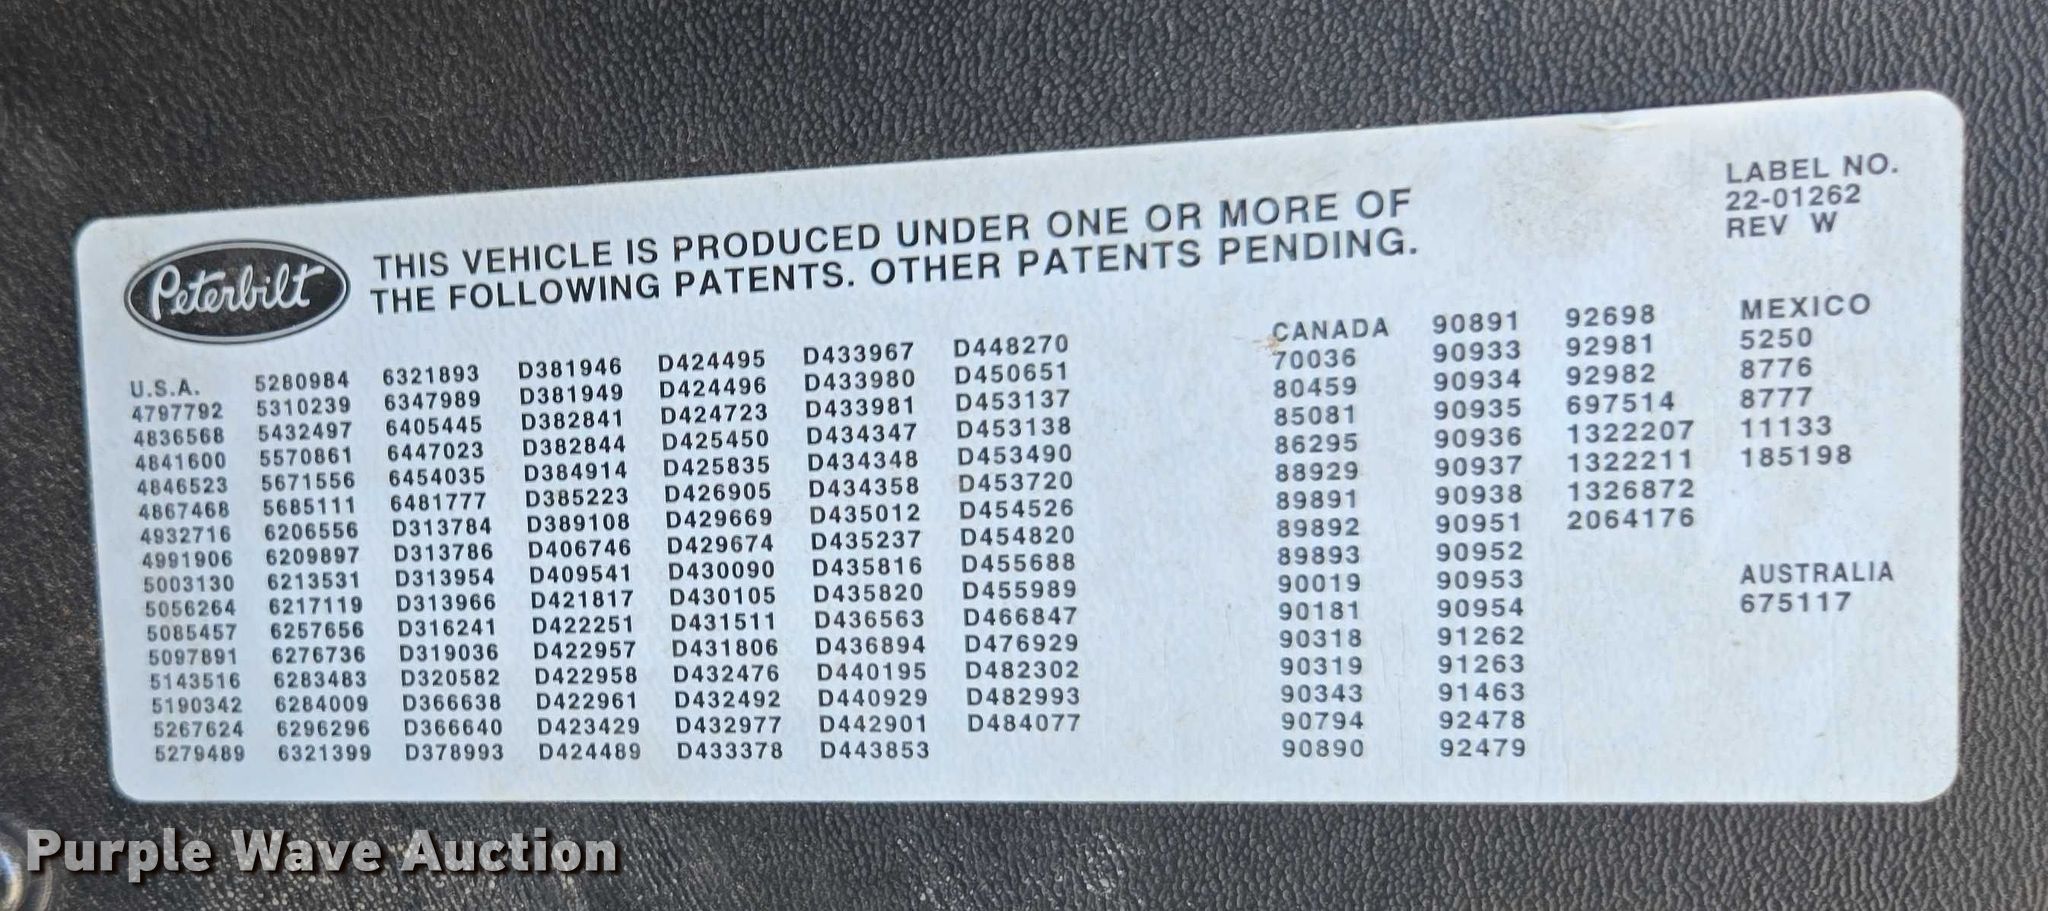 Peterbilt
THIS VEHICLE IS PRODUCED UNDER ONE OR MORE OF
THE FOLLOWING PATENTS. OTHER PATENTS PENDING.
LABEL NO.
22-01262
REV W
U.S.A.
4797792
4836568
4841600
4846523
4867468
4932716
4991906
5003130
5056264
5085457
5097891
5143516
5190342
5267624
5279489
5280984
5310239
5432497
5570861
5671556
5685111
6206556
6209897
6213531
6217119
6257656
6276736
6283483
6284009
6296296
6321399
6321893
6347989
6405445
6447023
6454035
6481777
D313784
D313786
D313954
D313966
D316241
D319036
D320582
D366638
D366640
D378993
D381946
D381949
D382841
D382844
D384914
D385223
D389108
D406746
D409541
D421817
D422251
D422957
D422958
D422961
D423429
D424489
D424495
D424496
D424723
D425450
D425835
D426905
D429669
D429674
D430090
D430105
D431511
D431806
D432476
D432492
D432977
D433378
D433967
D433980
D433981
D434347
D434348
D434358
D435012
D435237
D435816
D435820
D436563
D436894
D440195
D440929
D442901
D443853
D448270
D450651
D453137
D453138
D453490
D453720
D454526
D454820
D455688
D455989
D466847
D476929
D482302
D482993
D484077
CANADA
70036
80459
85081
86295
88929
89891
89892
89893
90019
90181
90318
90319
90343
90794
90890
90891
90933
90934
90935
90936
90937
90938
90951
90952
90953
90954
91262
91263
91463
92478
92479
92698
92981
92982
697514
1322207
1322211
1326872
2064176
MEXICO
5250
8776
8777
11133
185198
AUSTRALIA
675117
Purple Wave Auction